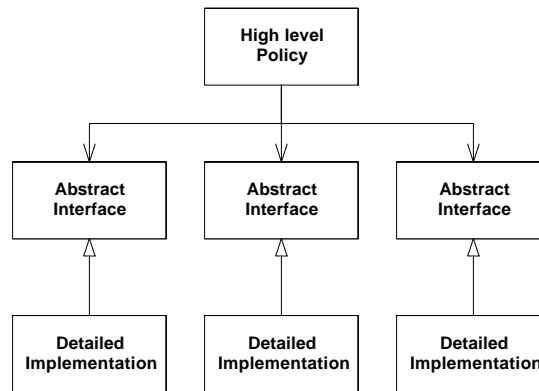 High level
Policy
Abstract
Interface
Abstract
Interface
Abstract
Interface
Detailed
Implementation
Detailed
Implementation
Detailed
Implementation